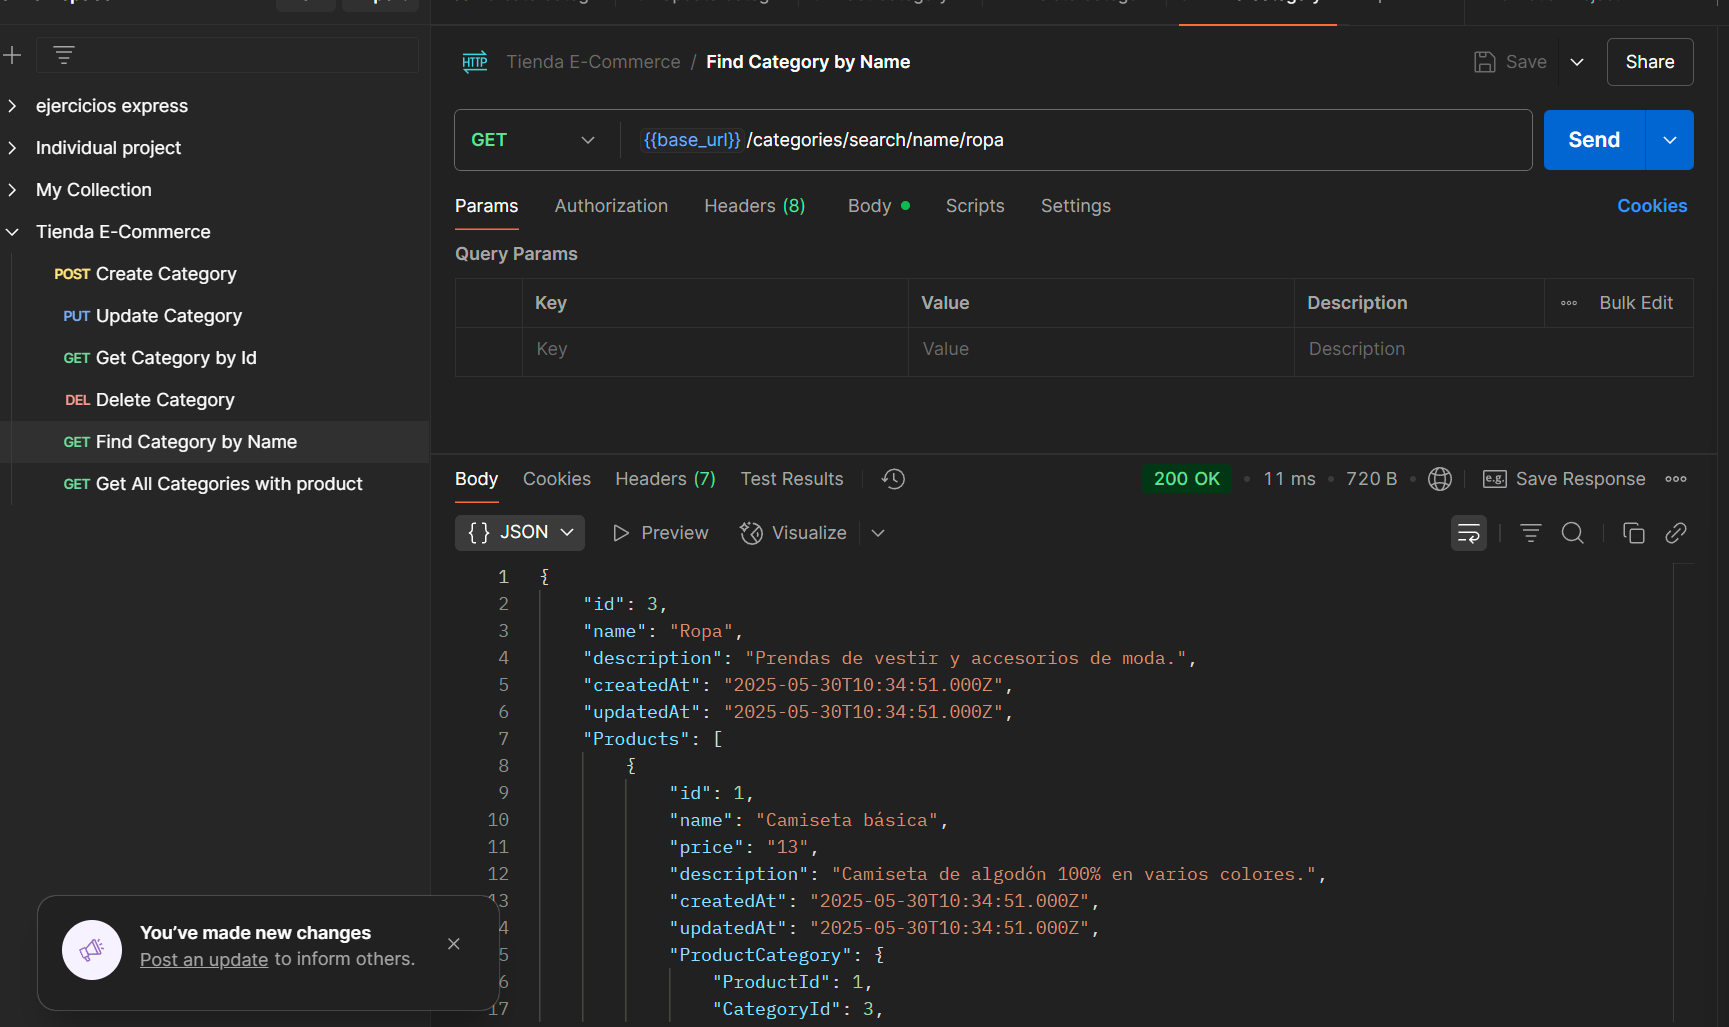 Tienda E-Commerce / Find Category by Name
Save
Share
ejercicios express
Individual project
My Collection
Tienda E-Commerce
POST Create Category
PUT Update Category
GET Get Category by Id
DEL Delete Category
GET Find Category by Name
GET Get All Categories with product
GET
{{base_url}}/categories/search/name/ropa
Send
Params
Authorization
Headers (8)
Body
Scripts
Settings
Cookies
Query Params
Key
Value
Description
Bulk Edit
Key
Value
Description
Body
Cookies
Headers (7)
Test Results
200 OK
11 ms
720 B
e.g.
Save Response
{} JSON
Preview
Visualize
1 {
2 "id": 3,
3 "name": "Ropa",
4 "description": "Prendas de vestir y accesorios de moda.",
5 "createdAt": "2025-05-30T10:34:51.000Z",
6 "updatedAt": "2025-05-30T10:34:51.000Z",
7 "Products": [
8 {
9 "id": 1,
10 "name": "Camiseta básica",
11 "price": "13",
12 "description": "Camiseta de algodón 100% en varios colores.",
13 "createdAt": "2025-05-30T10:34:51.000Z",
4 "updatedAt": "2025-05-30T10:34:51.000Z",
5 "ProductCategory": {
6 "ProductId": 1,
17 "CategoryId": 3,
You've made new changes
Post an update to inform others.
HTTP